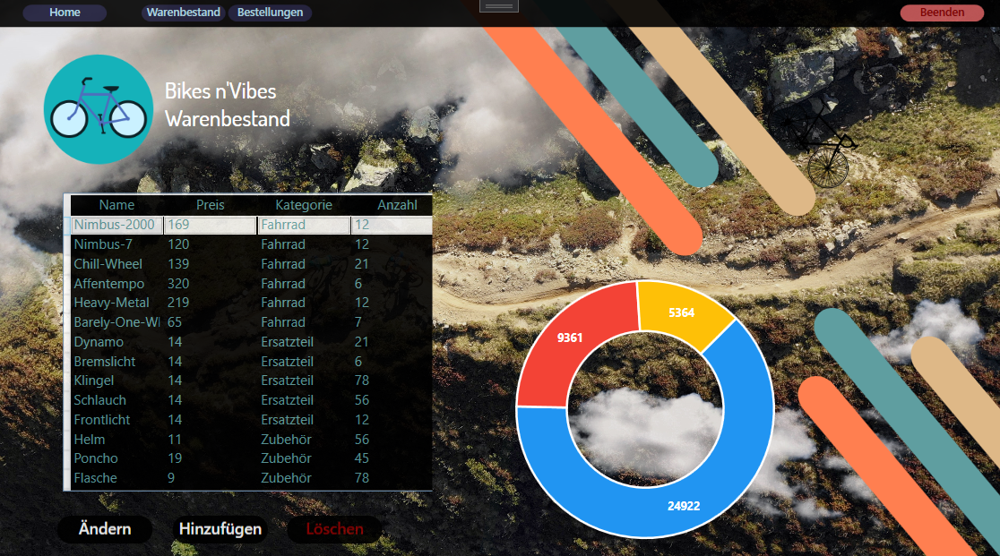 Home Warenbestand Bestellungen Beenden
Bikes n'Vibes
Warenbestand
Name Preis Kategorie Anzahl
Nimbus-2000 169 Fahrrad 12
Nimbus-7 120 Fahrrad 12
Chill-Wheel 139 Fahrrad 21
Affentempo 320 Fahrrad 6
Heavy-Metal 219 Fahrrad 12
Barely-One-Wl 65 Fahrrad 7
Dynamo 14 Ersatzteil 21
Bremslicht 14 Ersatzteil 6
Klingel 14 Ersatzteil 78
Schlauch 14 Ersatzteil 56
Frontlicht 14 Ersatzteil 12
Helm 11 Zubehör 56
Poncho 19 Zubehör 45
Flasche 9 Zubehör 78
5364
9361
24922
Ändern Hinzufügen Löschen